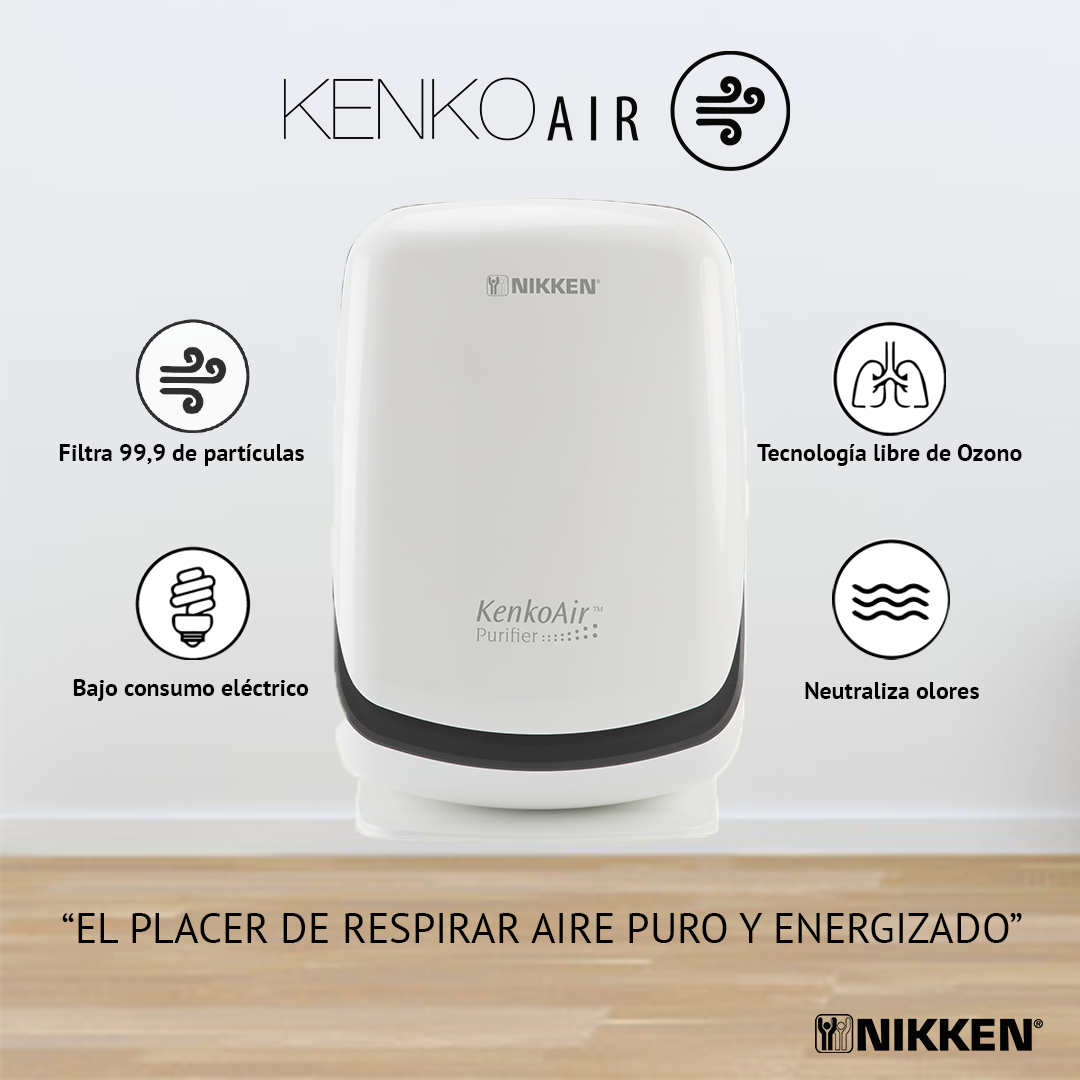 KENKO AIR
NIKKEN®
Filtra 99,9 de partículas
Tecnología libre de Ozono
KenkoAir™
Purifier
Bajo consumo eléctrico
Neutraliza olores
“EL PLACER DE RESPIRAR AIRE PURO Y ENERGIZADO”
NIKKEN®